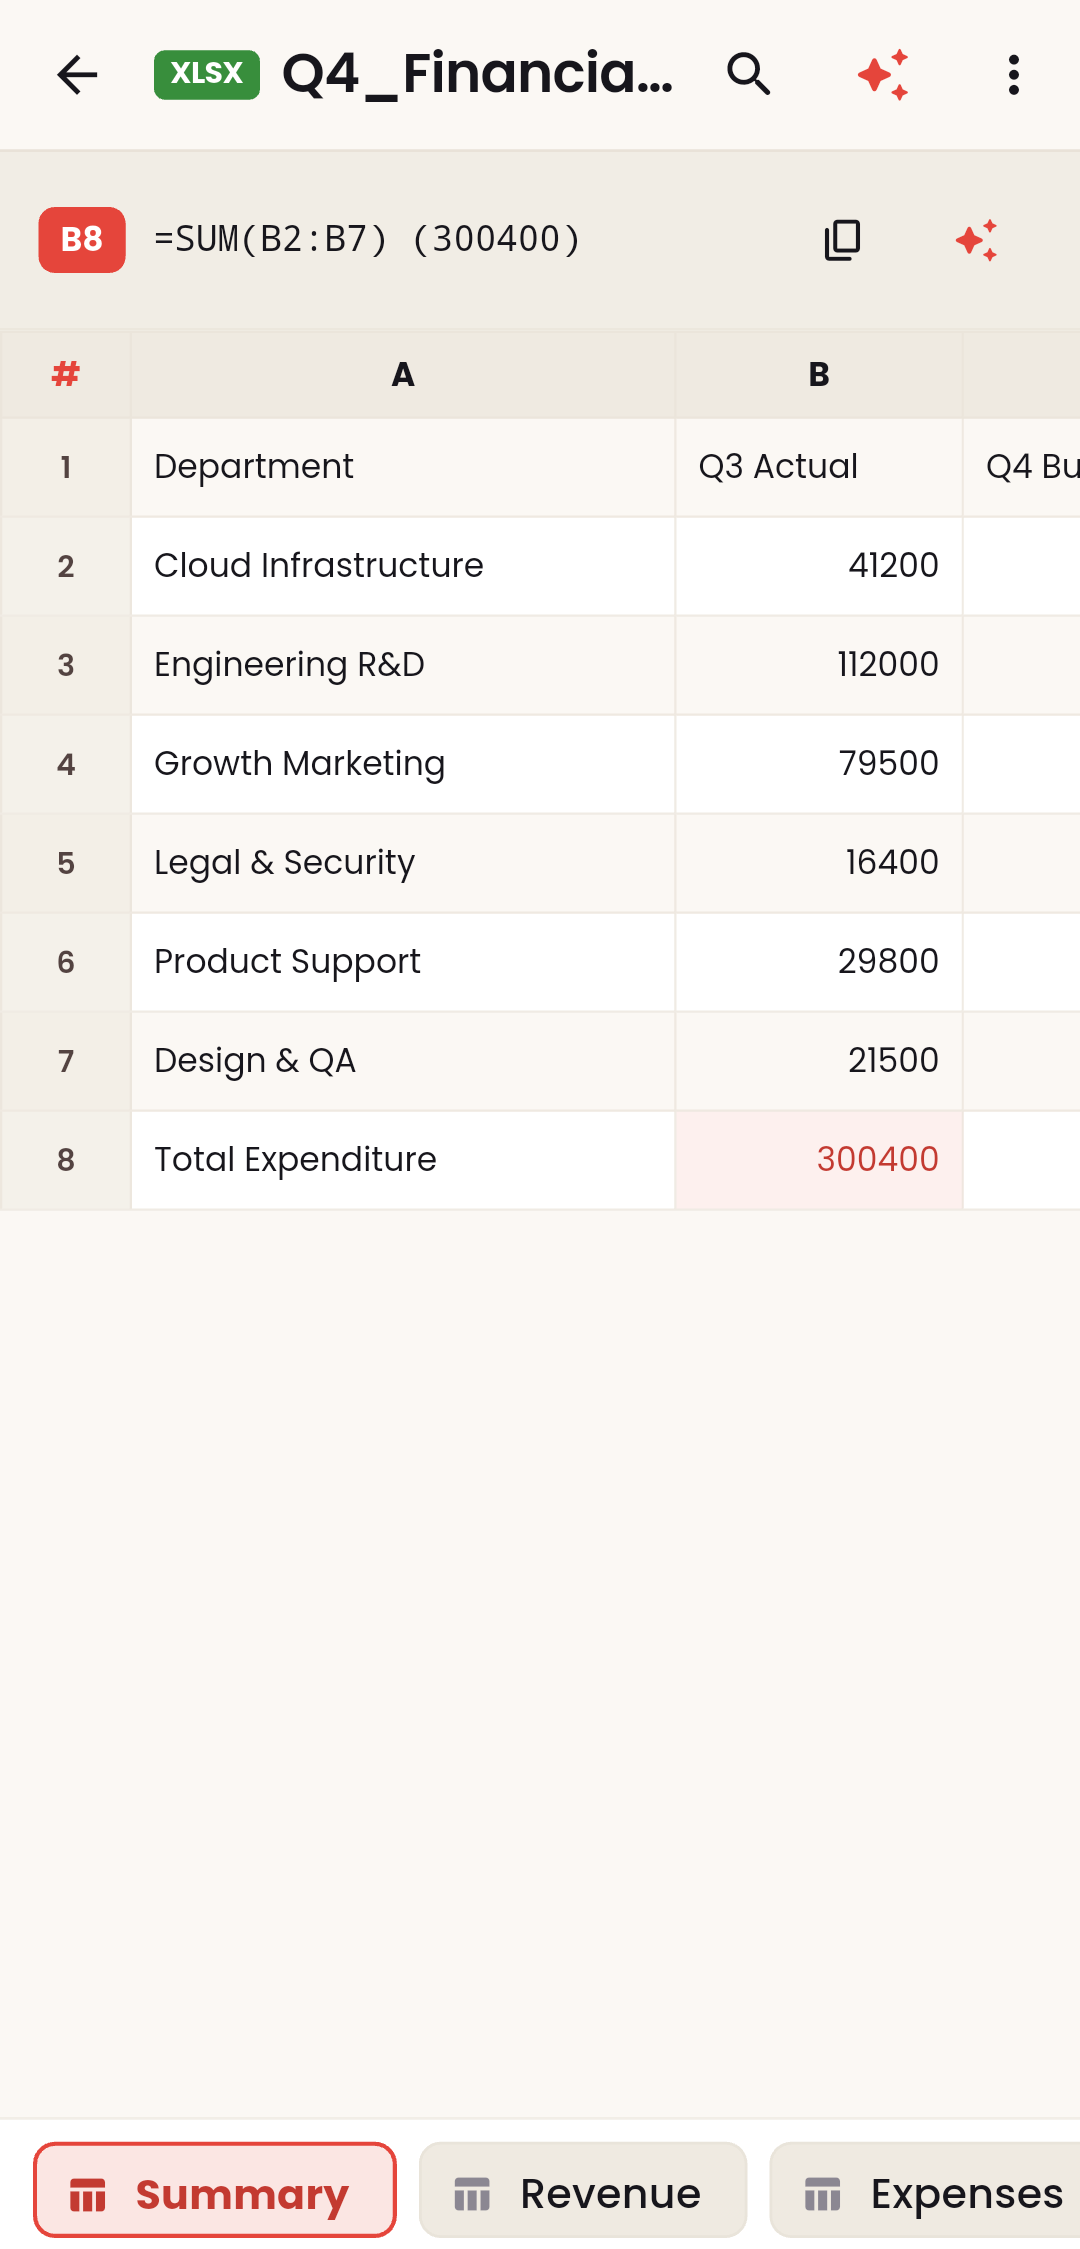 XLSX Q4_Financia...
B8 =SUM(B2:B7) (300400)
# A B
1 Department Q3 Actual Q4 Bu
2 Cloud Infrastructure 41200
3 Engineering R&D 112000
4 Growth Marketing 79500
5 Legal & Security 16400
6 Product Support 29800
7 Design & QA 21500
8 Total Expenditure 300400
Summary Revenue Expenses